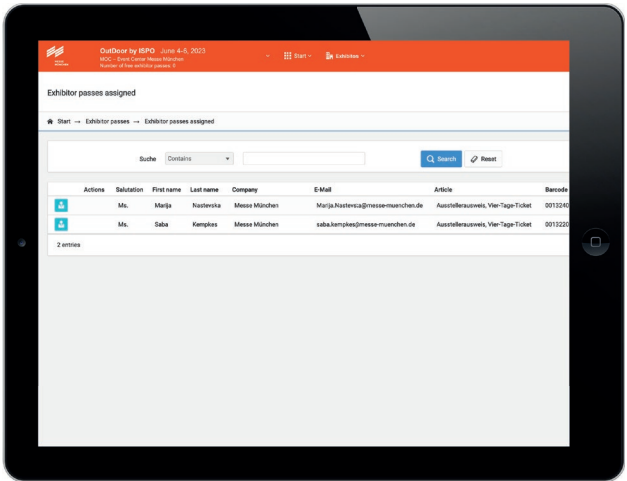 OutDoor by ISPO June 4-6, 2023
MOC – Event Center Messe München
Number of free exhibitor passes: 0
MESSE
MÜNCHEN
Start
Exhibitor passes assigned
Start → Exhibitor passes → Exhibitor passes assigned
Suche Contains Search Reset
Actions Salutation First name Last name Company E-Mail Article Barcode
Ms. Marija Nastevska Messe München Marija.Nastevsca@messe-muenchen.de Ausstellerausweis, Vier-Tage-Ticket 0013240
Ms. Saba Kempkes Messe München saba.kempkes@messe-muenchen.de Ausstellerausweis, Vier-Tage-Ticket 0013220
2 entries